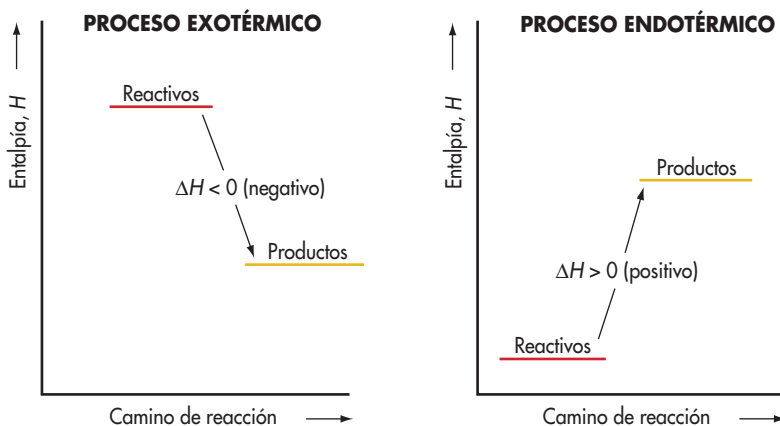 PROCESO EXOTÉRMICO
Entalpía, H
Reactivos
ΔH < 0 (negativo)
Productos
Camino de reacción
PROCESO ENDOTÉRMICO
Entalpía, H
Productos
ΔH > 0 (positivo)
Reactivos
Camino de reacción